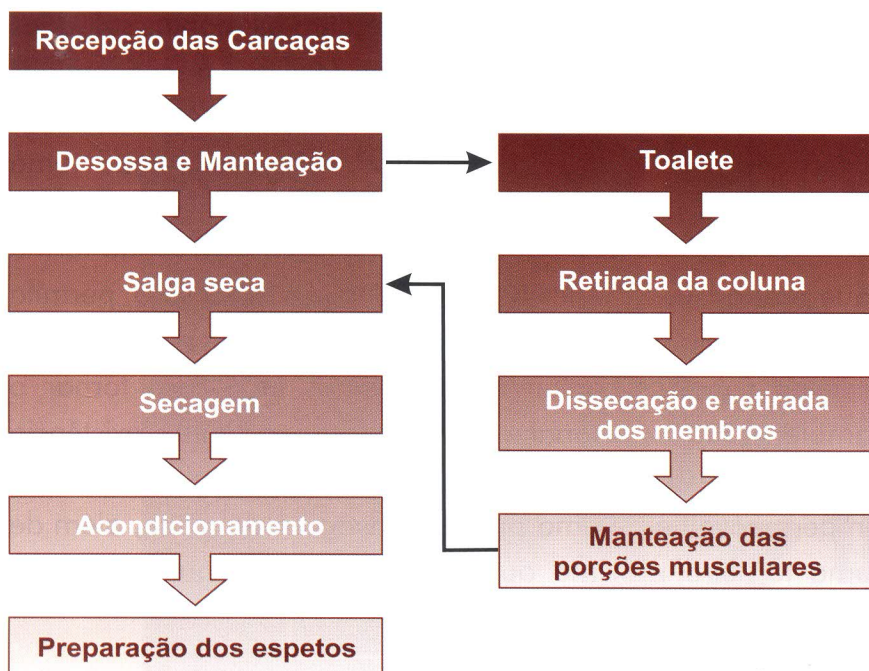 Recepção das Carcaças
Desossa e Manteação
Salga seca
Secagem
Acondicionamento
Preparação dos espetos
Toalete
Retirada da coluna
Dissecação e retirada
dos membros
Manteação das
porções musculares